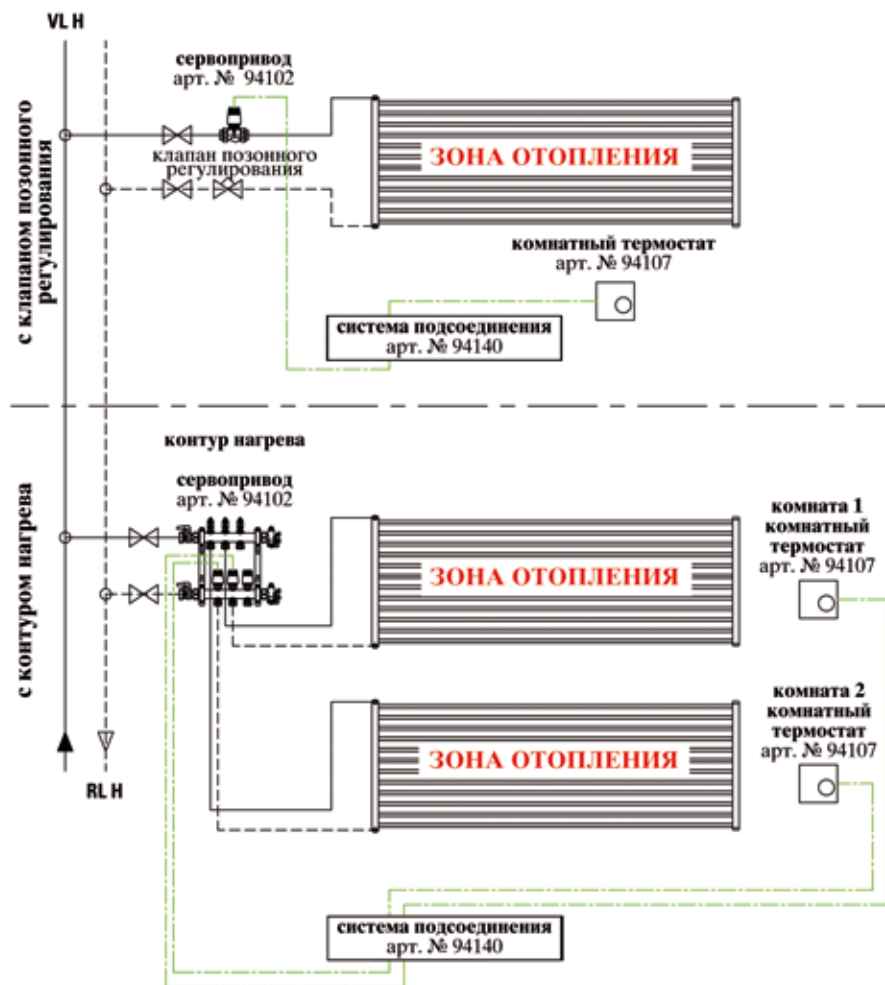 VL H
сервопривод
арт. № 94102
клапан позонного
регулирования
ЗОНА ОТОПЛЕНИЯ
с клапаном позонного
регулирования
комнатный термостат
арт. № 94107
система подсоединения
арт. № 94140
контур нагрева
сервопривод
арт. № 94102
с контуром нагрева
ЗОНА ОТОПЛЕНИЯ
комната 1
комнатный
термостат
арт. № 94107
ЗОНА ОТОПЛЕНИЯ
комната 2
комнатный
термостат
арт. № 94107
RL H
система подсоединения
арт. № 94140